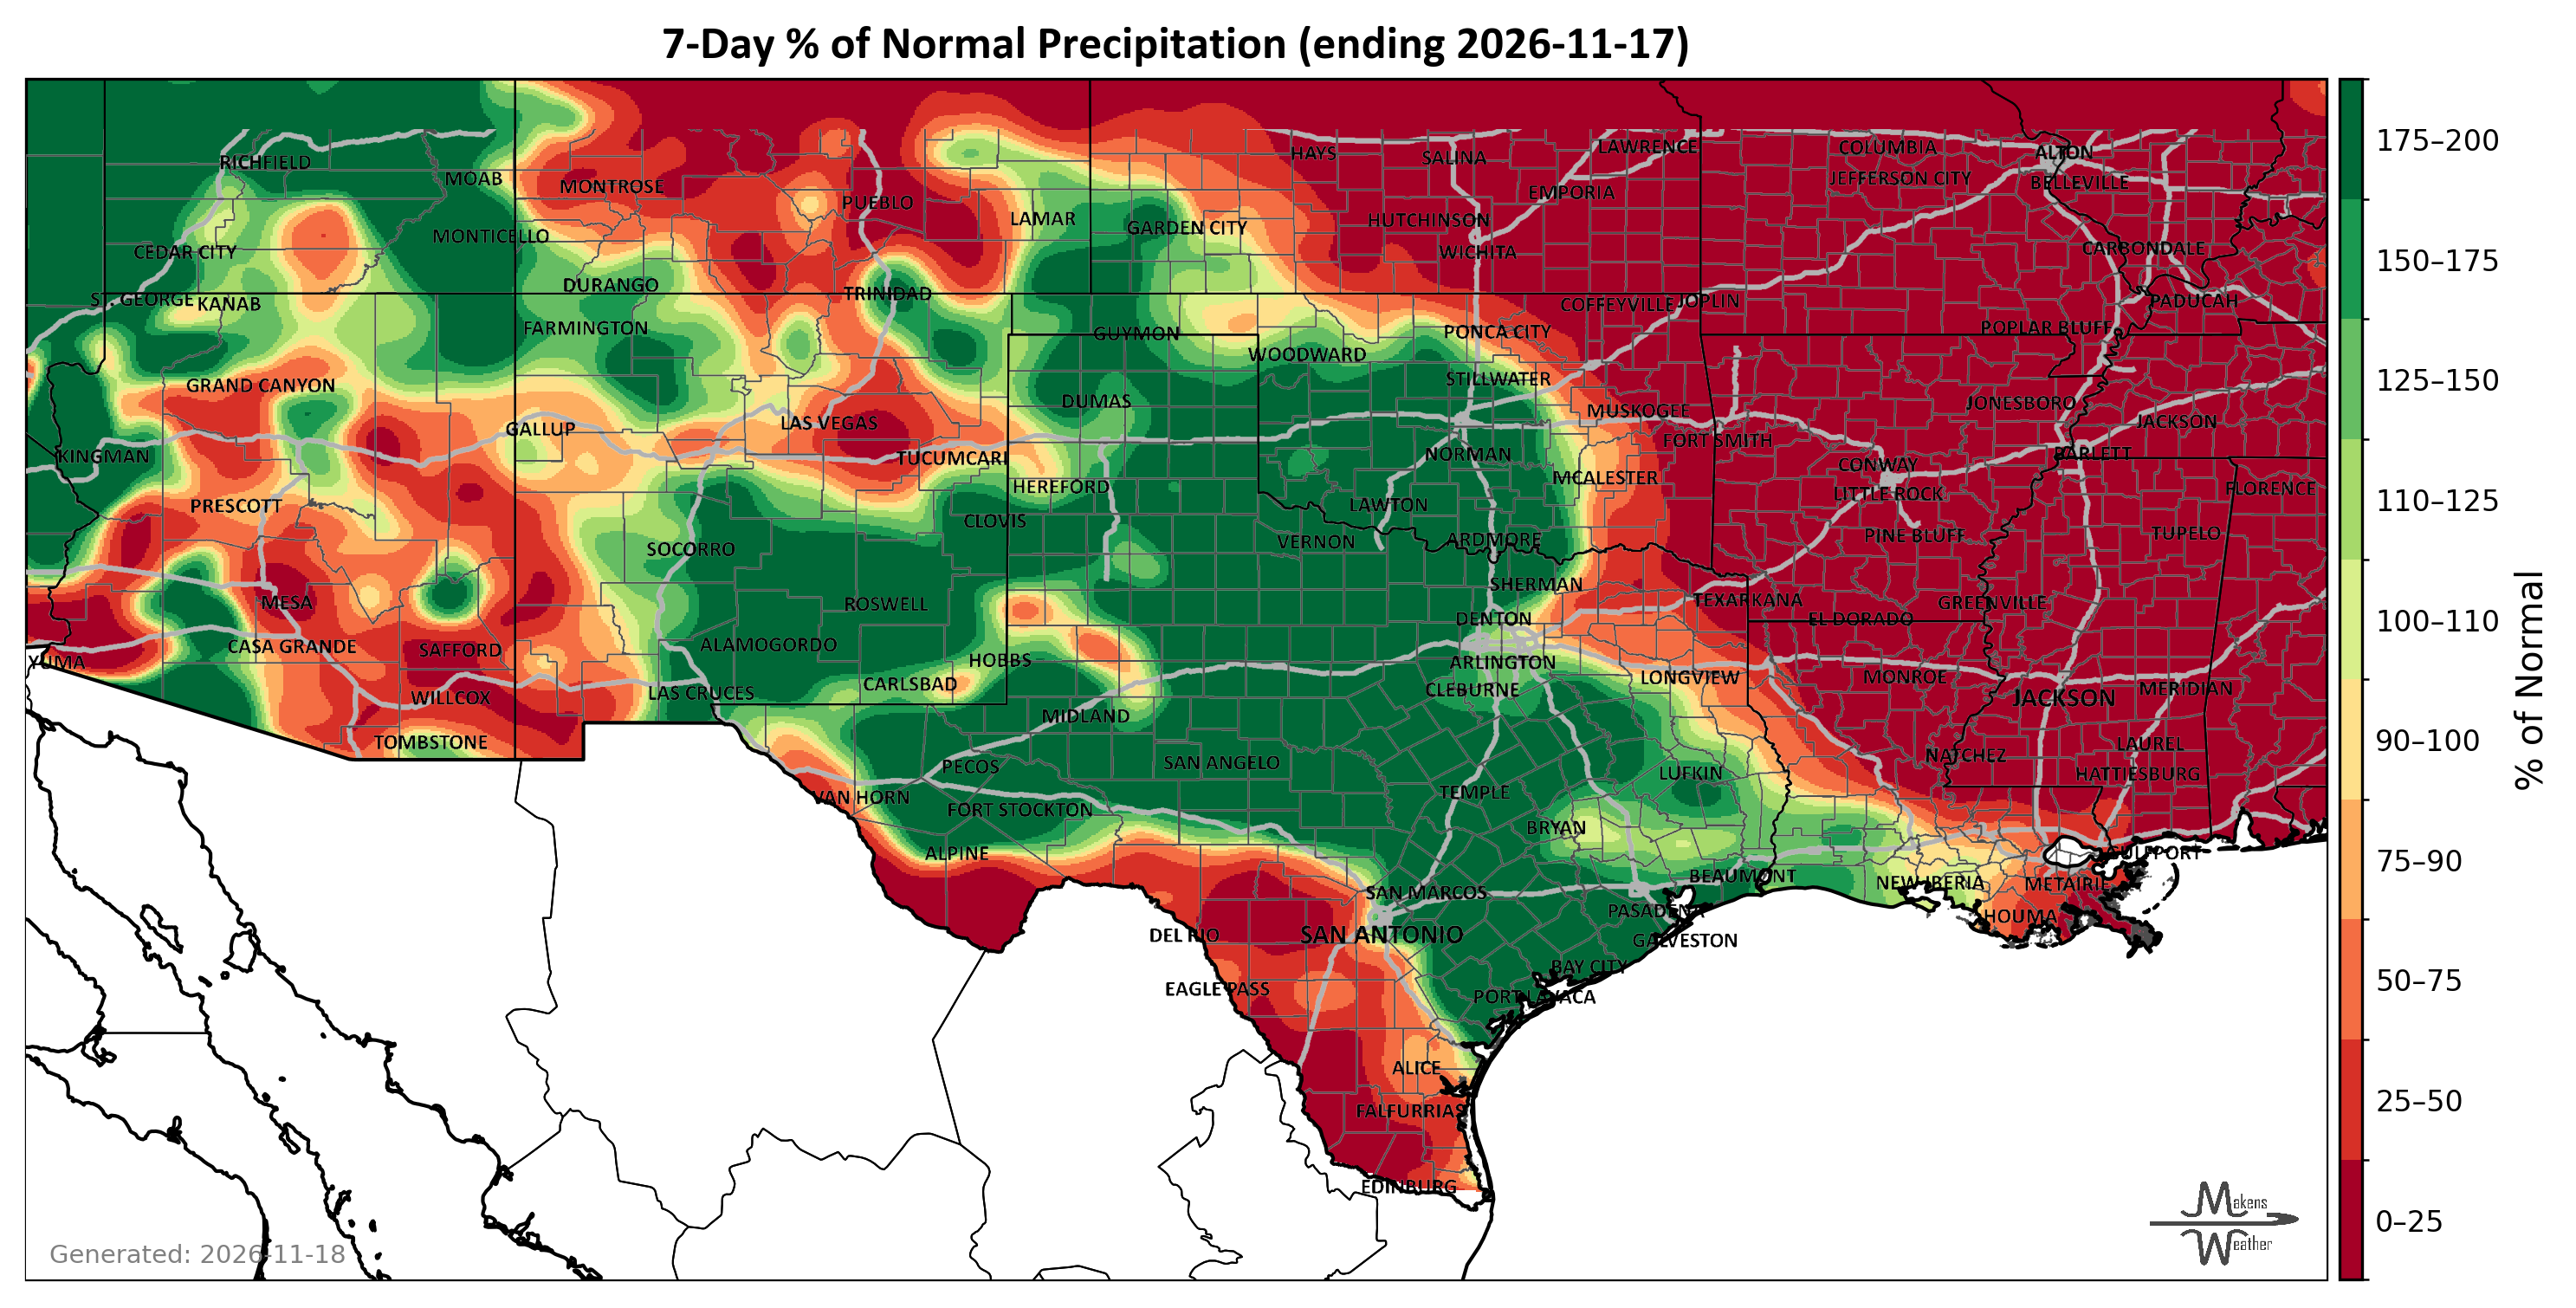 7-Day % of Normal Precipitation (ending 2026-11-17)
RICHFIELD
MOAB
MONTROSE
PUEBLO
LAMAR
GARDEN CITY
HAYS
SALINA
LAWRENCE
EMPORIA
HUTCHINSON
WICHITA
COLUMBIA
JEFFERSON CITY
ALTON
BELLEVILLE
CARBONDALE
PADUCAH
POPLAR BLUFF
CEDAR CITY
MONTICELLO
ST. GEORGE
KANAB
DURANGO
TRINIDAD
FARMINGTON
GUYMON
WOODWARD
PONCA CITY
COFFEYVILLE
JOPLIN
STILLWATER
GRAND CANYON
DUMAS
MUSKOGEE
FORT SMITH
JONESBORO
JACKSON
BARLETT
GALLUP
LAS VEGAS
TUCUMCARI
KINGMAN
NORMAN
MCALESTER
CONWAY
LITTLE ROCK
FLORENCE
HEREFORD
PRESCOTT
CLOVIS
LAWTON
PINE BLUFF
TUPELO
SOCORRO
VERNON
ARDMORE
SHERMAN
MESA
ROSWELL
DENTON
TEXARKANA
EL DORADO
GREENVILLE
CASA GRANDE
SAFFORD
ALAMOGORDO
HOBBS
ARLINGTON
YUMA
WILLCOX
LAS CRUCES
CARLSBAD
CLEBURNE
LONGVIEW
MONROE
JACKSON
MERIDIAN
TOMBSTONE
MIDLAND
PECOS
SAN ANGELO
LUFKIN
NATCHEZ
LAUREL
HATTIESBURG
VAN HORN
FORT STOCKTON
TEMPLE
BRYAN
ALPINE
GULFPORT
SAN MARCOS
BEAUMONT
NEW IBERIA
METAIRIE
PASADENA
HOUMA
DEL RIO
SAN ANTONIO
GALVESTON
EAGLE PASS
BAY CITY
PORT LAVACA
ALICE
FALFURRIAS
EDINBURG
175–200
150–175
125–150
110–125
100–110
90–100
75–90
50–75
25–50
0–25
% of Normal
Generated: 2026-11-18
Makens
Weather